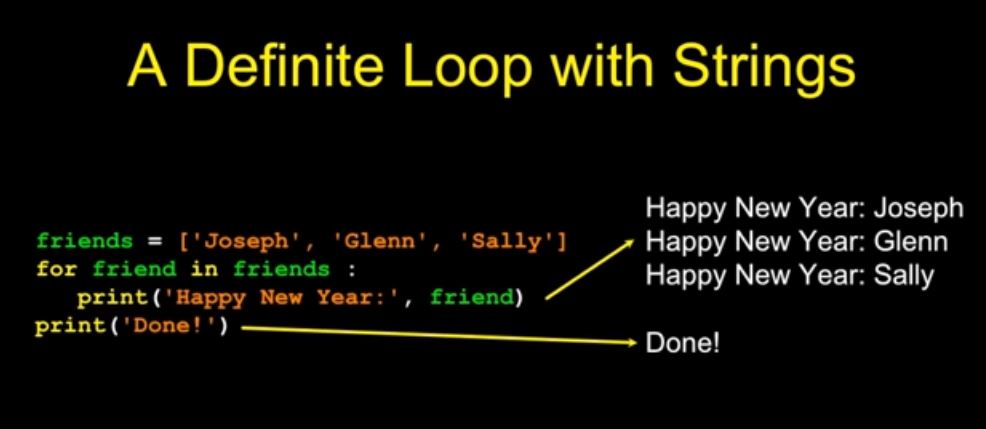 A Definite Loop with Strings
friends = ['Joseph', 'Glenn', 'Sally']
for friend in friends :
   print('Happy New Year:', friend)
print('Done!')
Happy New Year: Joseph
Happy New Year: Glenn
Happy New Year: Sally
Done!